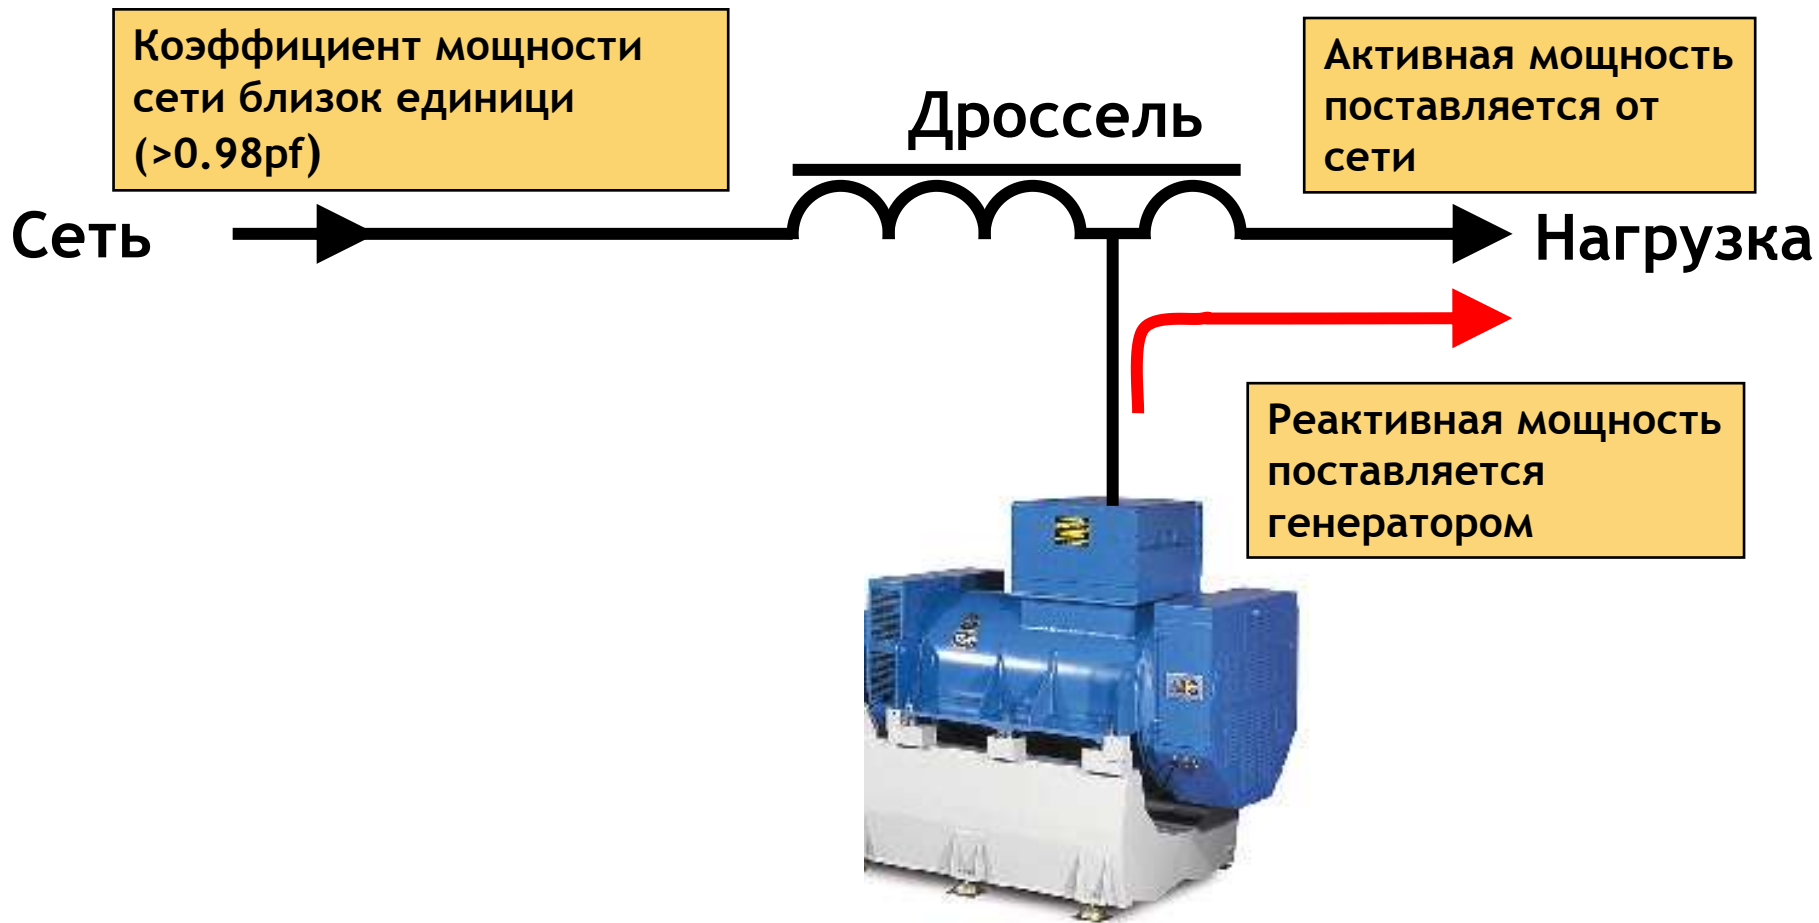 Коэффициент мощности
сети близок единици
(>0.98pf)
Дроссель
Активная мощность
поставляется от
сети
Сеть
Нагрузка
Реактивная мощность
поставляется
генератором